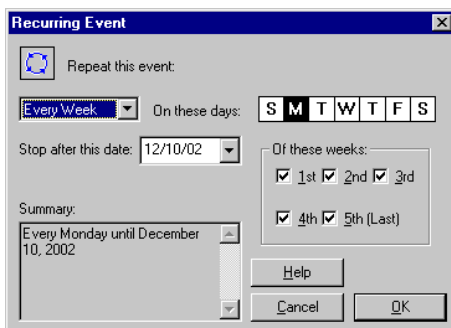 Recurring Event
Repeat this event:
Every Week
On these days:
S M T W T F S
Stop after this date:
12/10/02
Of these weeks:
1st 2nd 3rd
4th 5th (Last)
Summary:
Every Monday until December
10, 2002
Help
Cancel
OK